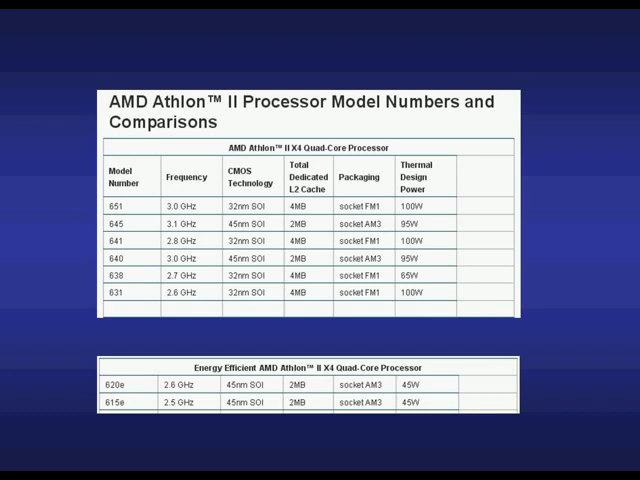 AMD Athlon™ II Processor Model Numbers and
Comparisons
AMD Athlon™ II X4 Quad-Core Processor
Model Number Frequency CMOS Technology Total Dedicated L2 Cache Packaging Thermal Design Power
651 3.0 GHz 32nm SOI 4MB socket FM1 100W
645 3.1 GHz 45nm SOI 2MB socket AM3 95W
641 2.8 GHz 32nm SOI 4MB socket FM1 100W
640 3.0 GHz 45nm SOI 2MB socket AM3 95W
638 2.7 GHz 32nm SOI 4MB socket FM1 65W
631 2.6 GHz 32nm SOI 4MB socket FM1 100W
Energy Efficient AMD Athlon™ II X4 Quad-Core Processor
620e 2.6 GHz 45nm SOI 2MB socket AM3 45W
615e 2.5 GHz 45nm SOI 2MB socket AM3 45W